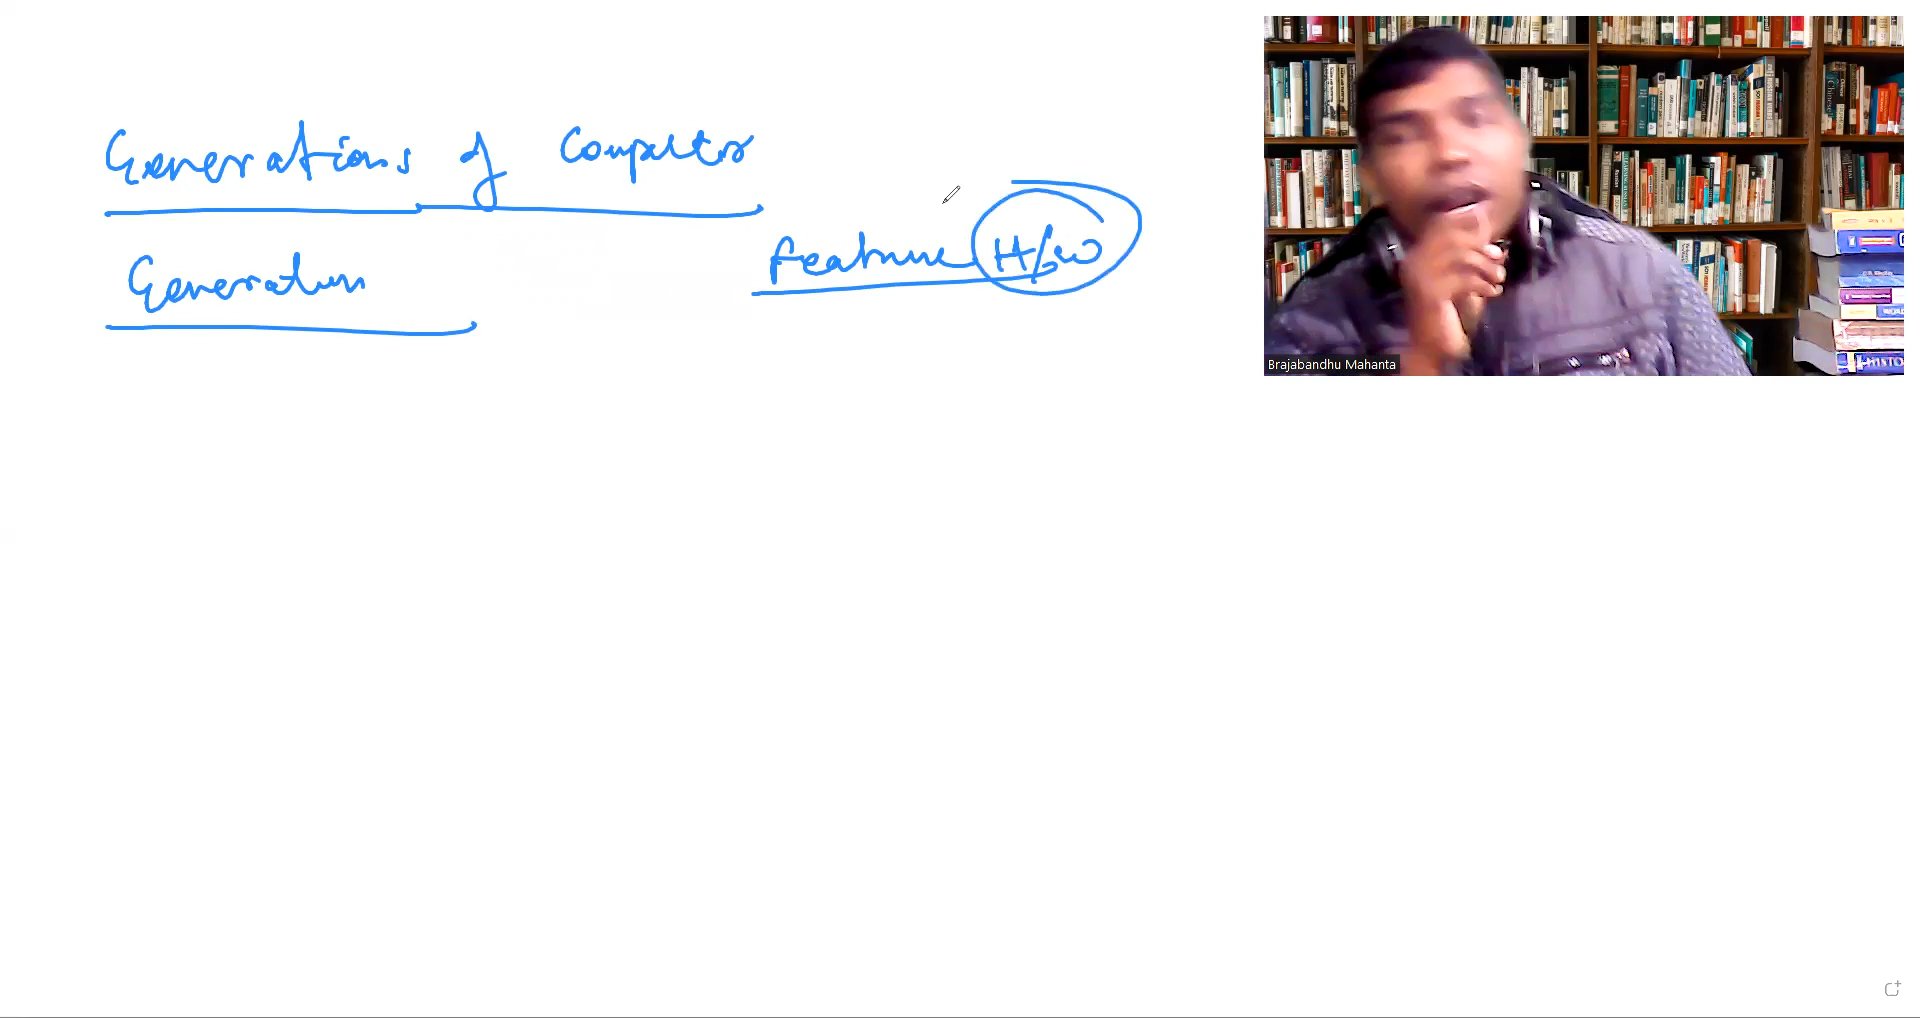 Generations of Computer
Generation
Feature H/w
Brajabandhu Mahanta